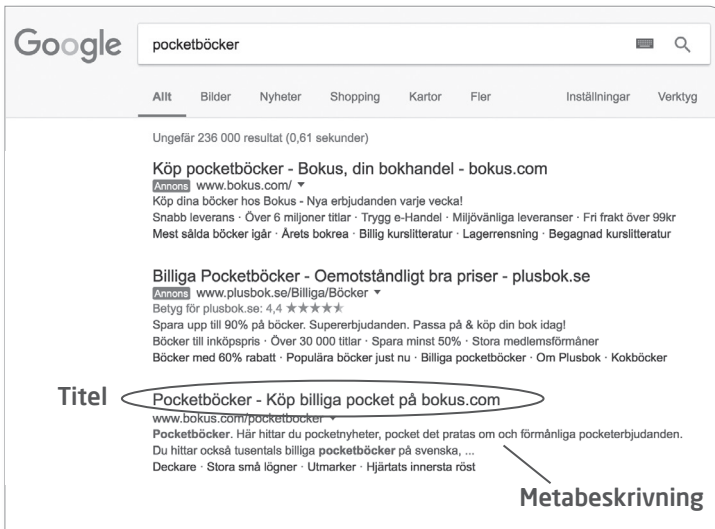 Google pocketböcker
Allt Bilder Nyheter Shopping Kartor Fler Inställningar Verktyg
Ungefär 236 000 resultat (0,61 sekunder)
Köp pocketböcker - Bokus, din bokhandel - bokus.com
Annons www.bokus.com/
Köp dina böcker hos Bokus - Nya erbjudanden varje vecka!
Snabb leverans · Över 6 miljoner titlar · Trygg e-Handel · Miljövänliga leveranser · Fri frakt över 99kr
Mest sålda böcker igår · Årets bokrea · Billig kurslitteratur · Lagerrensning · Begagnad kurslitteratur
Billiga Pocketböcker - Oemotståndligt bra priser - plusbok.se
Annons www.plusbok.se/Billiga/Böcker
Betyg för plusbok.se: 4,4 ★★★★★
Spara upp till 90% på böcker. Supererbjudanden. Passa på & köp din bok idag!
Böcker till inköpspris · Över 30 000 titlar · Spara minst 50% · Stora medlemsförmåner
Böcker med 60% rabatt · Populära böcker just nu · Billiga pocketböcker · Om Plusbok · Kokböcker
Titel Pocketböcker - Köp billiga pocket på bokus.com
www.bokus.com/pocketbocker
Pocketböcker. Här hittar du pocketnyheter, pocket det pratas om och förmånliga pocketerbjudanden.
Du hittar också tusentals billiga pocketböcker på svenska, ...
Deckare · Stora små lögner · Utmarker · Hjärtats innersta röst
Metabeskrivning